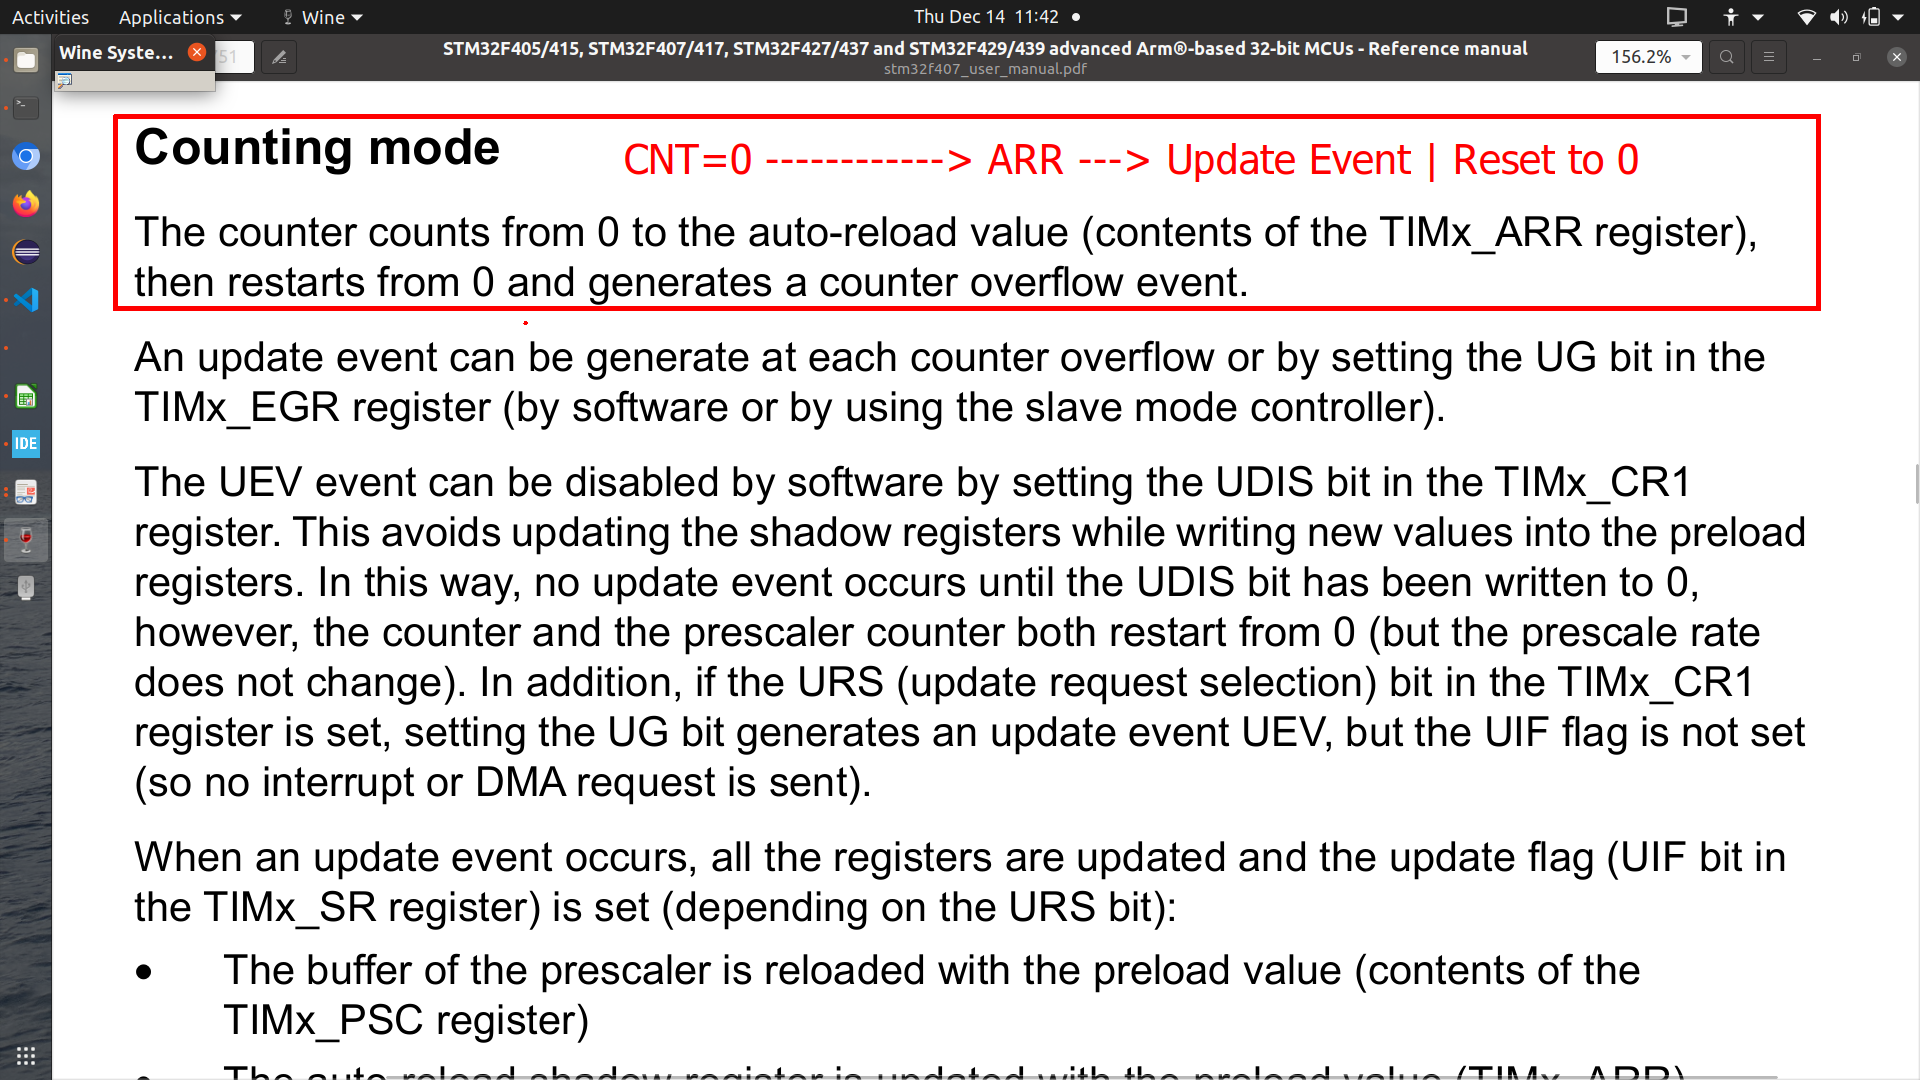 Activities Applications Wine Thu Dec 14 11:42
Wine Syste... 51 STM32F405/415, STM32F407/417, STM32F427/437 and STM32F429/439 advanced Arm®-based 32-bit MCUs - Reference manual 156.2%
stm32f407_user_manual.pdf
Counting mode CNT=0 ------------> ARR ---> Update Event | Reset to 0
The counter counts from 0 to the auto-reload value (contents of the TIMx_ARR register),
then restarts from 0 and generates a counter overflow event.
An update event can be generate at each counter overflow or by setting the UG bit in the
TIMx_EGR register (by software or by using the slave mode controller).
The UEV event can be disabled by software by setting the UDIS bit in the TIMx_CR1
register. This avoids updating the shadow registers while writing new values into the preload
registers. In this way, no update event occurs until the UDIS bit has been written to 0,
however, the counter and the prescaler counter both restart from 0 (but the prescale rate
does not change). In addition, if the URS (update request selection) bit in the TIMx_CR1
register is set, setting the UG bit generates an update event UEV, but the UIF flag is not set
(so no interrupt or DMA request is sent).
When an update event occurs, all the registers are updated and the update flag (UIF bit in
the TIMx_SR register) is set (depending on the URS bit):
• The buffer of the prescaler is reloaded with the preload value (contents of the
TIMx_PSC register)
• The auto-reload shadow register is updated with the preload value (TIMx_ARR)
IDE